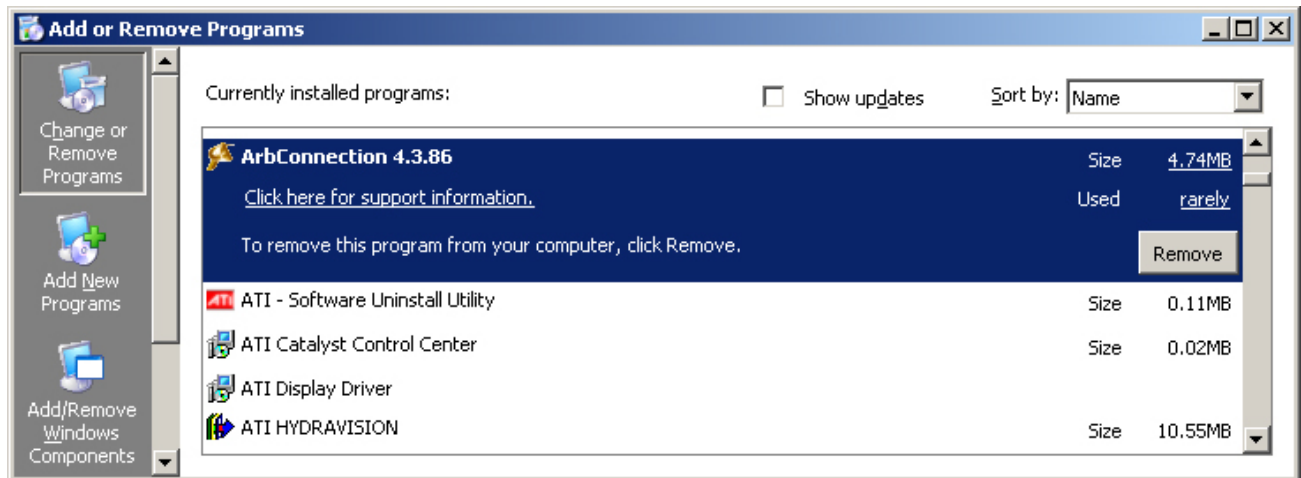 Add or Remove Programs
Change or
Remove
Programs
Add New
Programs
Add/Remove
Windows
Components
Currently installed programs:
Show updates
Sort by: Name
ArbConnection 4.3.86 Size 4.74MB
Click here for support information. Used rarely
To remove this program from your computer, click Remove. Remove
ATI ATI - Software Uninstall Utility Size 0.11MB
ATI Catalyst Control Center Size 0.02MB
ATI Display Driver
ATI HYDRAVISION Size 10.55MB